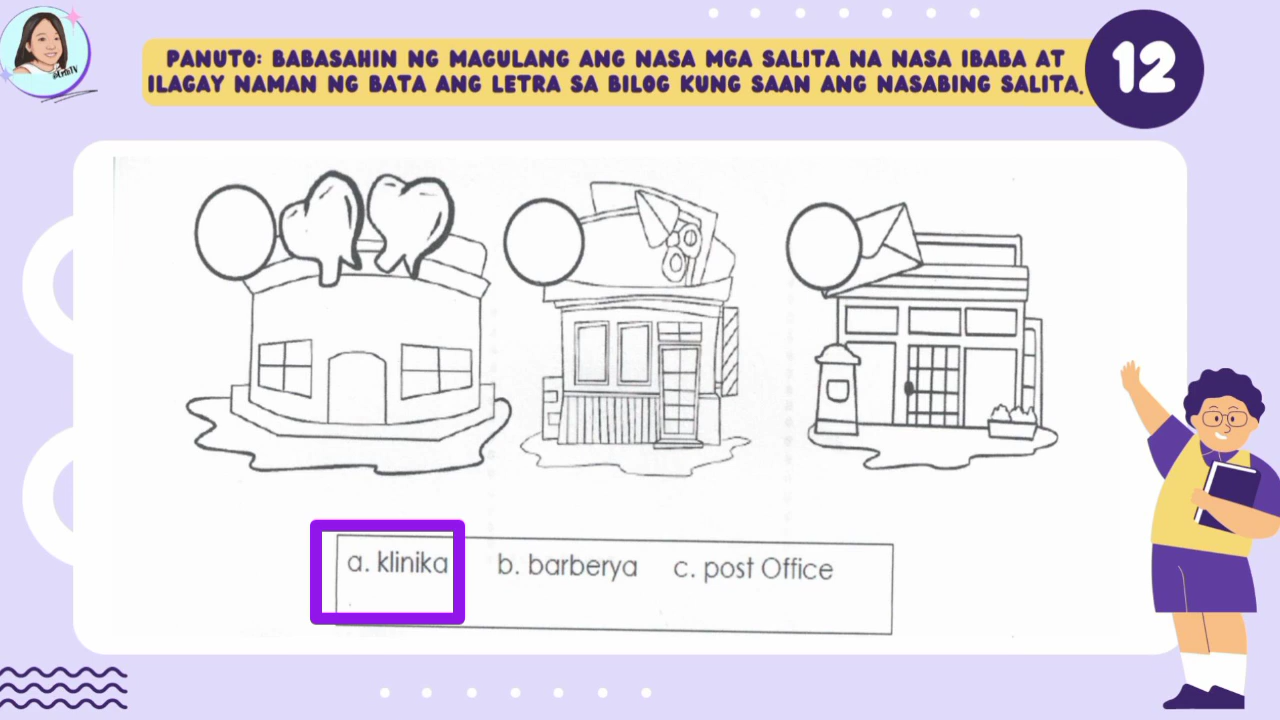 PANUTO: BABASAHIN NG MAGULANG ANG NASA MGA SALITA NA NASA IBABA AT
ILAGAY NAMAN NG BATA ANG LETRA SA BILOG KUNG SAAN ANG NASABING SALITA.
12
a. klinika b. barberya c. post Office